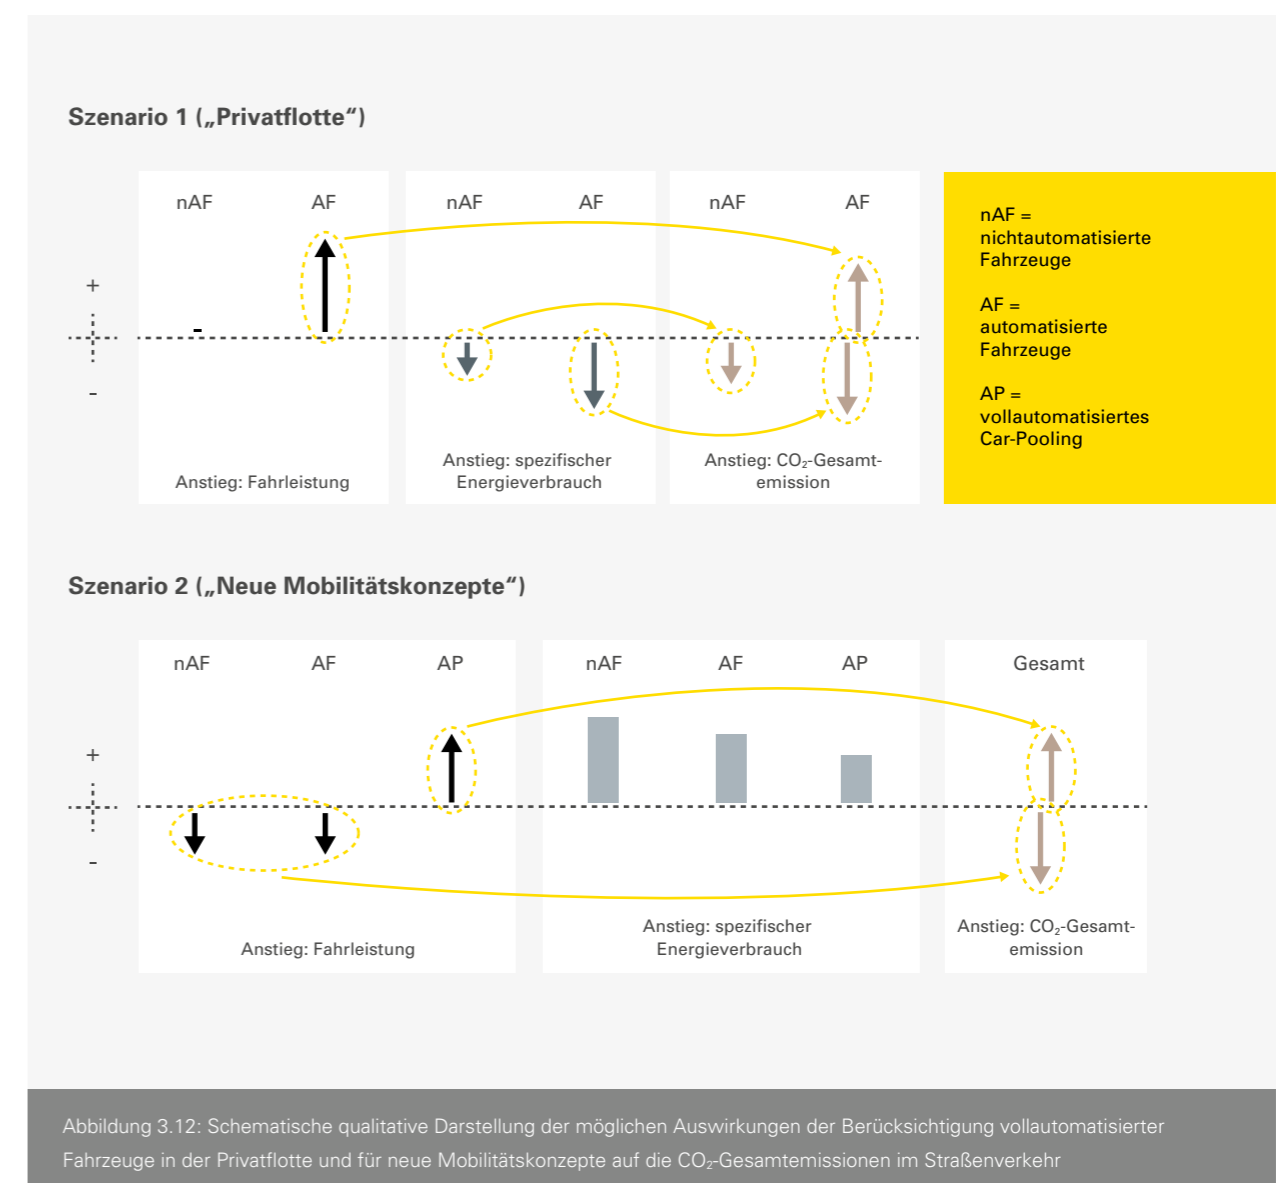 Szenario 1 („Privatflotte“)
nAF AF nAF AF nAF AF
+
-
-
Anstieg: Fahrleistung
Anstieg: spezifischer
Energieverbrauch
Anstieg: CO₂-Gesamt-
emission
nAF =
nichtautomatisierte
Fahrzeuge
AF =
automatisierte
Fahrzeuge
AP =
vollautomatisiertes
Car-Pooling
Szenario 2 („Neue Mobilitätskonzepte“)
nAF AF AP nAF AF AP Gesamt
+
-
Anstieg: Fahrleistung
Anstieg: spezifischer
Energieverbrauch
Anstieg: CO₂-Gesamt-
emission
Abbildung 3.12: Schematische qualitative Darstellung der möglichen Auswirkungen der Berücksichtigung vollautomatisierter
Fahrzeuge in der Privatflotte und für neue Mobilitätskonzepte auf die CO₂-Gesamtemissionen im Straßenverkehr